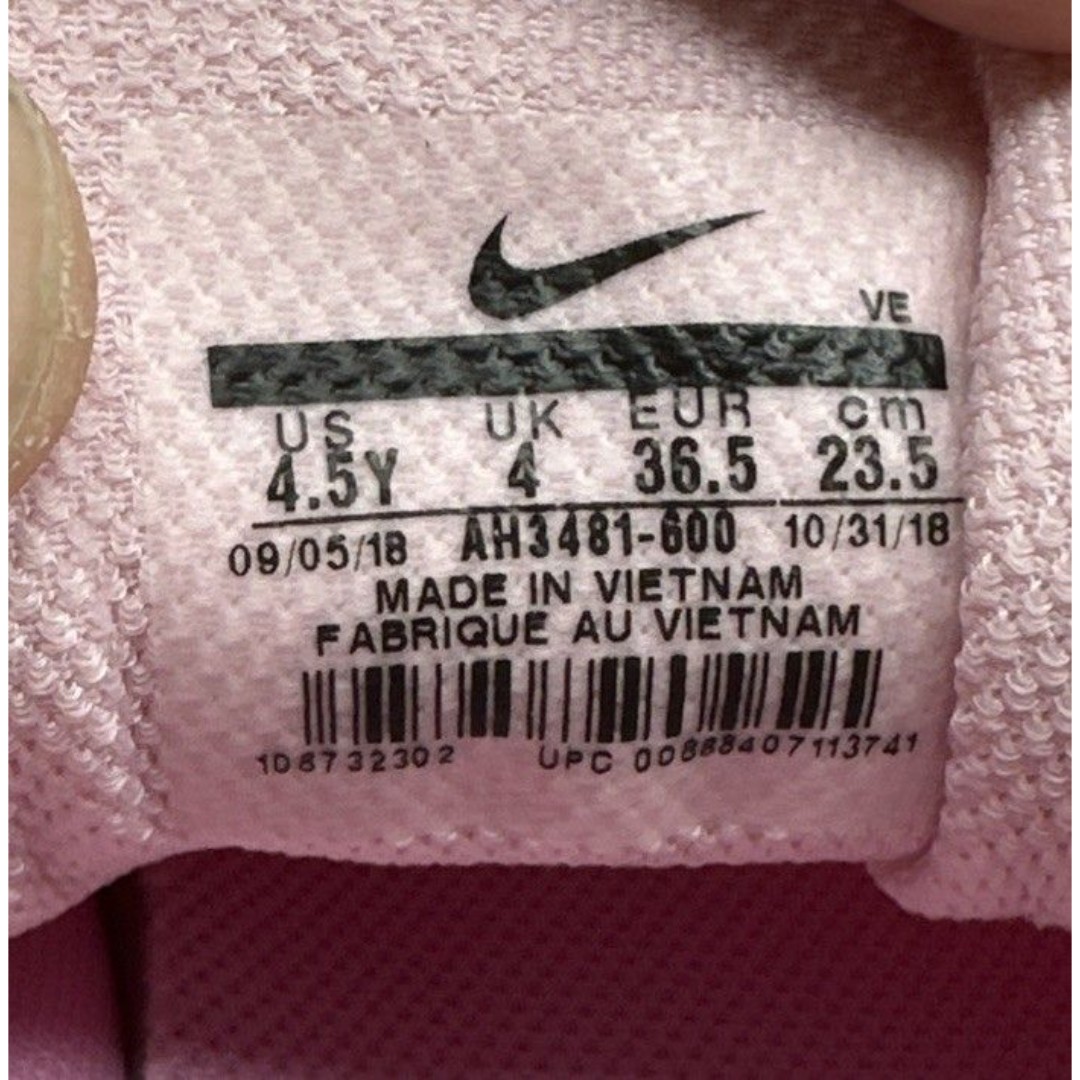 VE
US UK EUR cm
4.5Y 4 36.5 23.5
09/05/18 AH3481-600 10/31/18
MADE IN VIETNAM
FABRIQUE AU VIETNAM
108732302 UPC 00888407113741